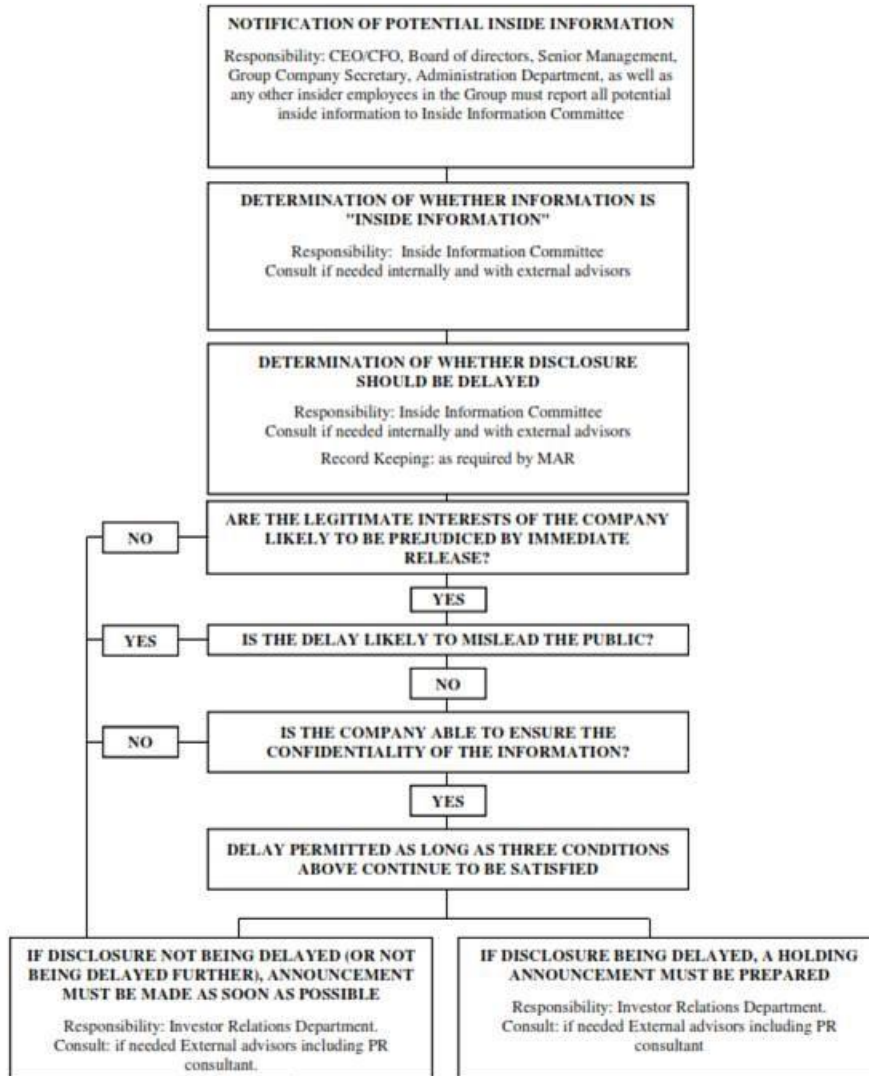 NOTIFICATION OF POTENTIAL INSIDE INFORMATION
Responsibility: CEO/CFO, Board of directors, Senior Management,
Group Company Secretary, Administration Department, as well as
any other insider employees in the Group must report all potential
inside information to Inside Information Committee
DETERMINATION OF WHETHER INFORMATION IS
"INSIDE INFORMATION"
Responsibility: Inside Information Committee
Consult if needed internally and with external advisors
DETERMINATION OF WHETHER DISCLOSURE
SHOULD BE DELAYED
Responsibility: Inside Information Committee
Consult if needed internally and with external advisors
Record Keeping: as required by MAR
ARE THE LEGITIMATE INTERESTS OF THE COMPANY
LIKELY TO BE PREJUDICED BY IMMEDIATE
RELEASE?
NO
YES
IS THE DELAY LIKELY TO MISLEAD THE PUBLIC?
YES
NO
IS THE COMPANY ABLE TO ENSURE THE
CONFIDENTIALITY OF THE INFORMATION?
NO
YES
DELAY PERMITTED AS LONG AS THREE CONDITIONS
ABOVE CONTINUE TO BE SATISFIED
IF DISCLOSURE NOT BEING DELAYED (OR NOT
BEING DELAYED FURTHER), ANNOUNCEMENT
MUST BE MADE AS SOON AS POSSIBLE
Responsibility: Investor Relations Department.
Consult: if needed External advisors including PR
consultant.
IF DISCLOSURE BEING DELAYED, A HOLDING
ANNOUNCEMENT MUST BE PREPARED
Responsibility: Investor Relations Department.
Consult: if needed External advisors including PR
consultant